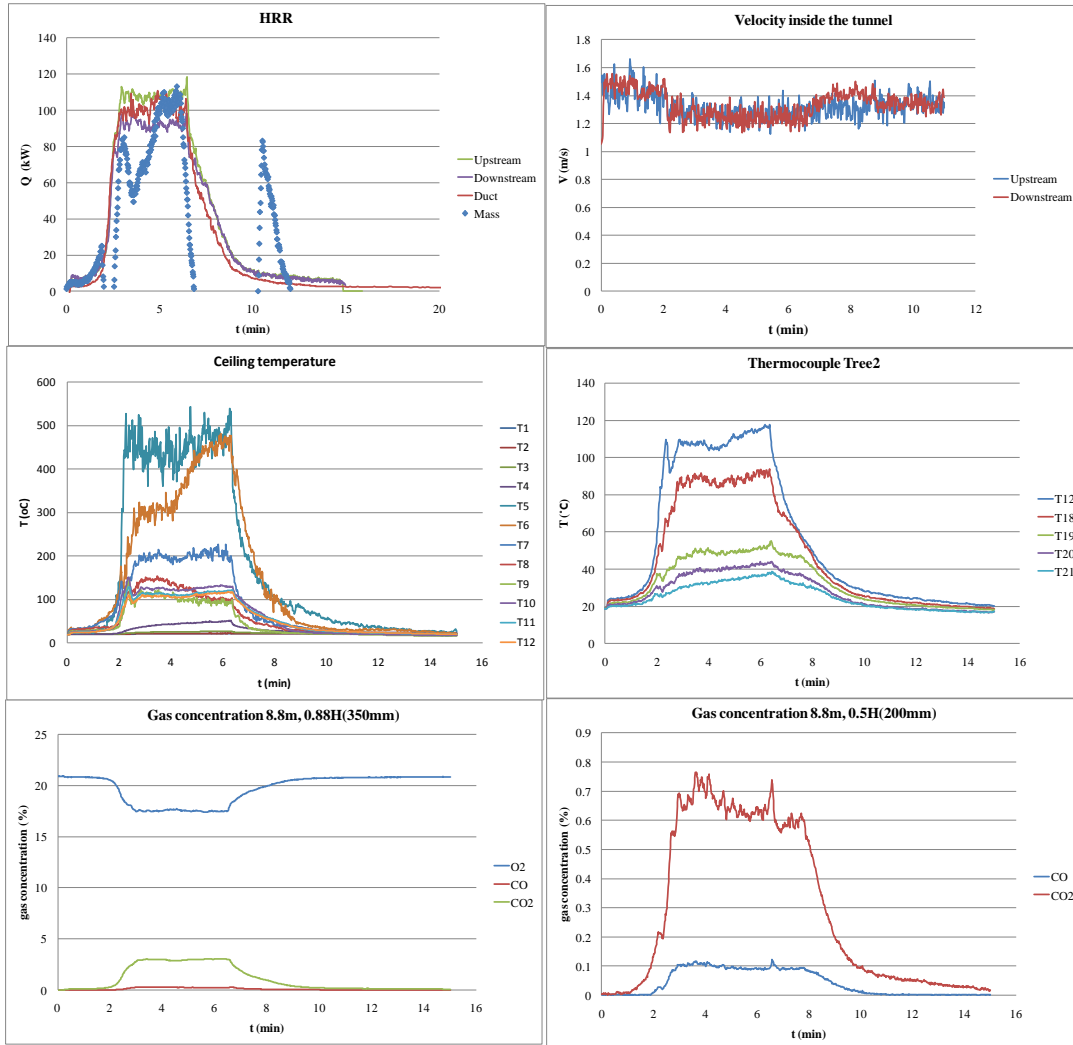 HRR
140
120
100
80
60
40
20
0
0 5 10 15 20
Q (kW)
t (min)
Upstream
Downstream
Duct
Mass
Velocity inside the tunnel
1.8
1.6
1.4
1.2
1
0.8
0.6
0.4
0.2
0
0 2 4 6 8 10 12
V (m/s)
t (min)
Upstream
Downstream
Ceiling temperature
600
500
400
300
200
100
0
0 2 4 6 8 10 12 14 16
T (oC)
t (min)
T1
T2
T3
T4
T5
T6
T7
T8
T9
T10
T11
T12
Thermocouple Tree2
140
120
100
80
60
40
20
0
0 2 4 6 8 10 12 14 16
T (℃)
t (min)
T12
T18
T19
T20
T21
Gas concentration 8.8m, 0.88H(350mm)
25
20
15
10
5
0
0 2 4 6 8 10 12 14 16
gas concentration (%)
t (min)
O2
CO
CO2
Gas concentration 8.8m, 0.5H(200mm)
0.9
0.8
0.7
0.6
0.5
0.4
0.3
0.2
0.1
0
0 2 4 6 8 10 12 14 16
gas concentration (%)
t (min)
CO
CO2